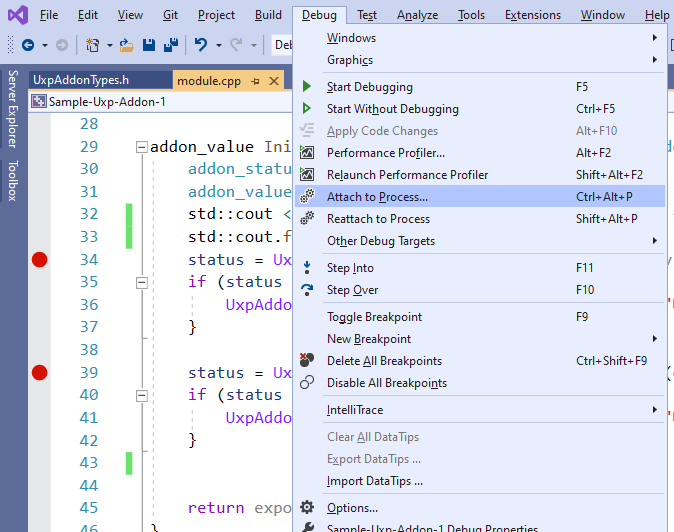 File Edit View Git Project Build Debug Test Analyze Tools Extensions Window Help
Server Explorer
Toolbox
UxpAddonTypes.h module.cpp
Sample-Uxp-Addon-1
28
29 addon_value Ini
30 addon_statu
31 addon_value
32 std::cout <
33 std::cout.f
34 status = Ux
35 if (status
36 UxpAddo
37 }
38
39 status = Ux
40 if (status
41 UxpAddo
42 }
43
44
45 return expo
46 }
Windows
Graphics
Start Debugging F5
Start Without Debugging Ctrl+F5
Apply Code Changes Alt+F10
Performance Profiler... Alt+F2
Relaunch Performance Profiler Shift+Alt+F2
Attach to Process... Ctrl+Alt+P
Reattach to Process Shift+Alt+P
Other Debug Targets
Step Into F11
Step Over F10
Toggle Breakpoint F9
New Breakpoint
Delete All Breakpoints Ctrl+Shift+F9
Disable All Breakpoints
IntelliTrace
Clear All DataTips
Export DataTips ...
Import DataTips ...
Options...
Sample-Uxp-Addon-1 Debug Properties